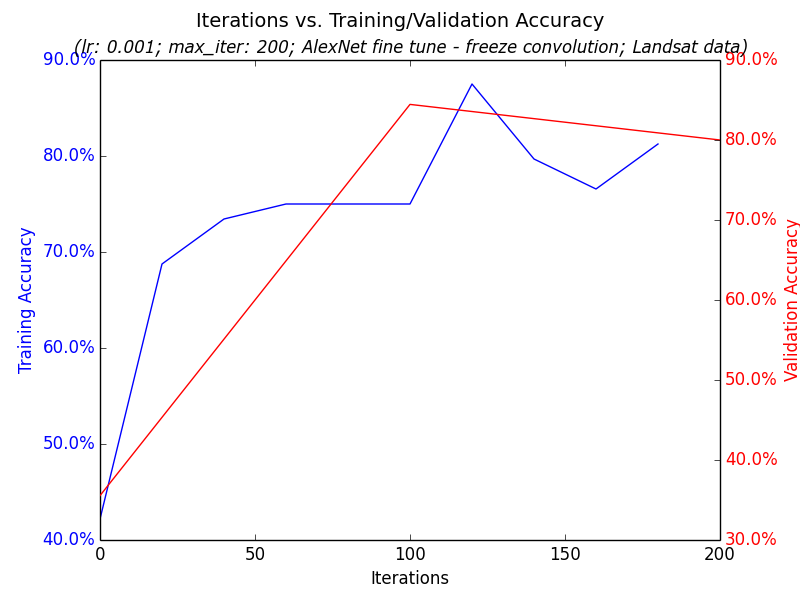 Iterations vs. Training/Validation Accuracy
(lr: 0.001; max_iter: 200; AlexNet fine tune - freeze convolution; Landsat data)
90.0%
80.0%
70.0%
60.0%
50.0%
40.0%
Training Accuracy
90.0%
80.0%
70.0%
60.0%
50.0%
40.0%
30.0%
Validation Accuracy
0 50 100 150 200
Iterations